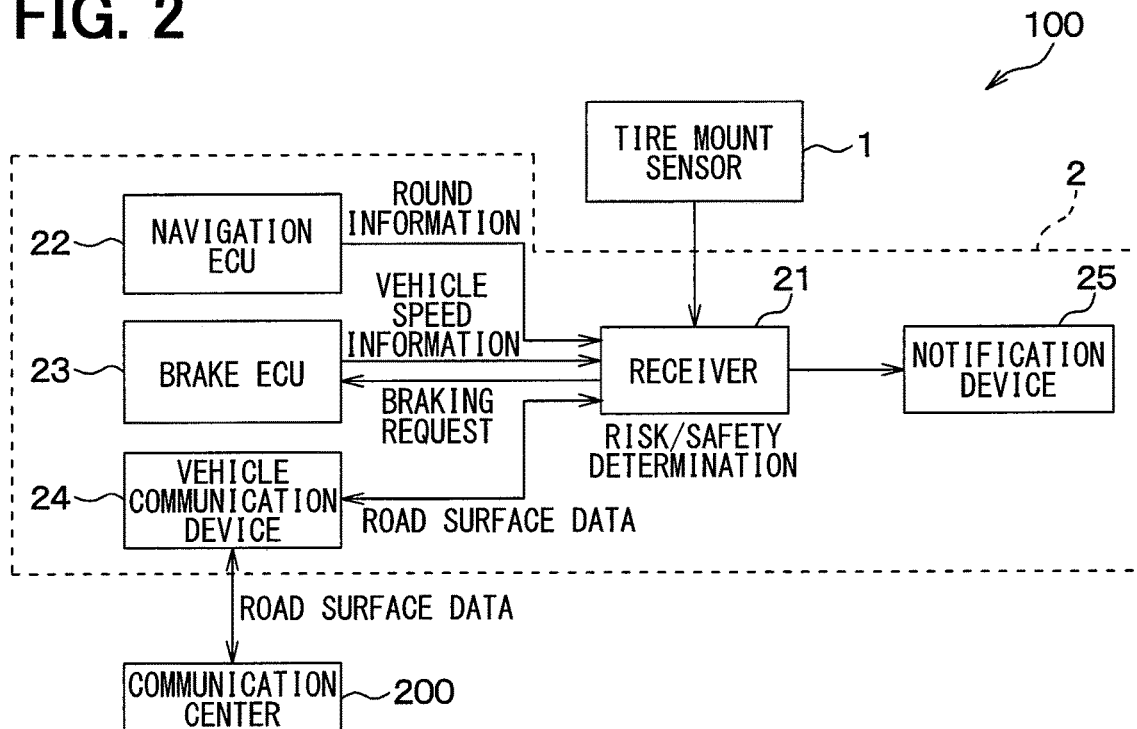 FIG. 2
100
TIRE MOUNT
SENSOR
1
2
ROUND
INFORMATION
22
NAVIGATION
ECU
VEHICLE
SPEED
INFORMATION
21
25
23
BRAKE ECU
RECEIVER
NOTIFICATION
DEVICE
BRAKING
REQUEST
RISK/SAFETY
DETERMINATION
24
VEHICLE
COMMUNICATION
DEVICE
ROAD SURFACE DATA
ROAD SURFACE DATA
COMMUNICATION
CENTER
200